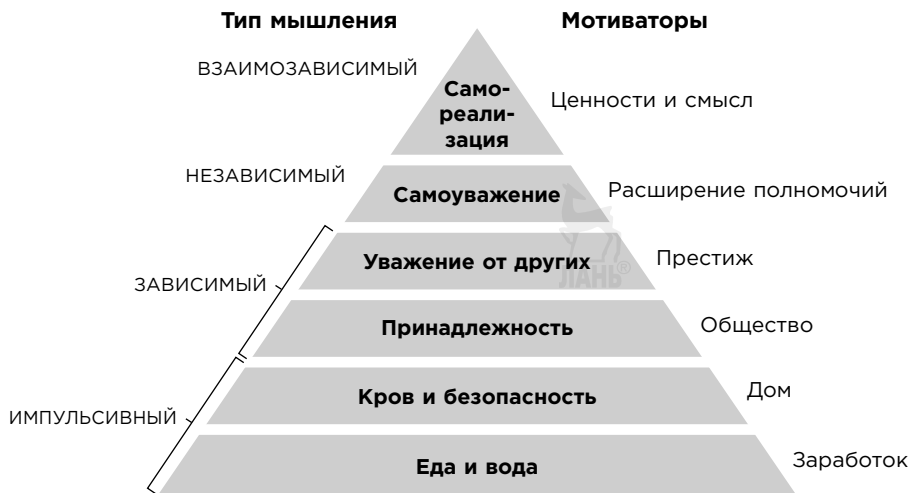 Тип мышления
Мотиваторы
ВЗАИМОЗАВИСИМЫЙ
Само-
реали-
зация
Ценности и смысл
НЕЗАВИСИМЫЙ
Самоуважение
Расширение полномочий
ЗАВИСИМЫЙ
Уважение от других
Престиж
ЛАНЬ®
Принадлежность
Общество
ИМПУЛЬСИВНЫЙ
Кров и безопасность
Дом
Еда и вода
Заработок